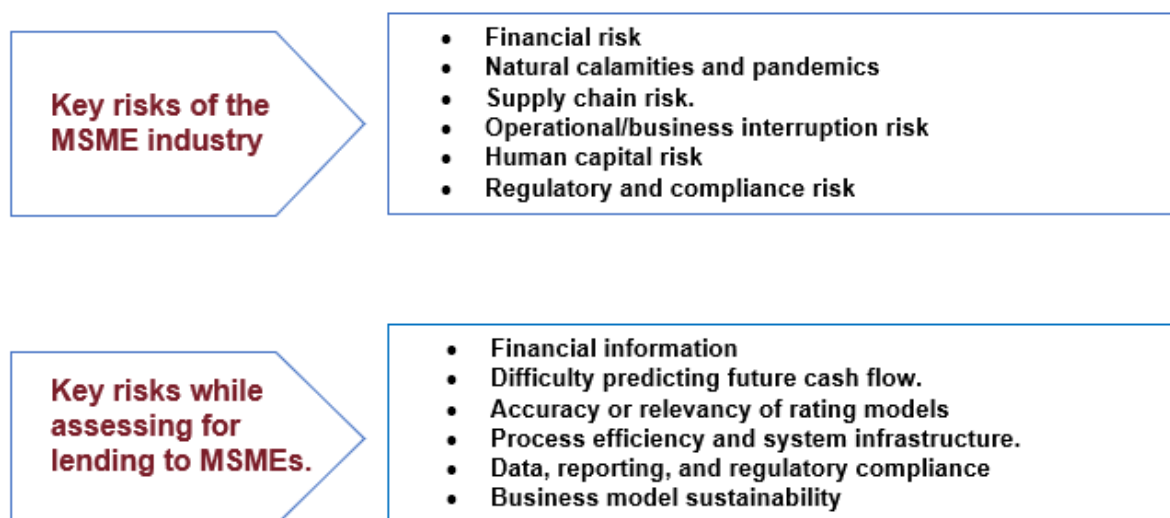 Key risks of the
MSME industry
• Financial risk
• Natural calamities and pandemics
• Supply chain risk.
• Operational/business interruption risk
• Human capital risk
• Regulatory and compliance risk
Key risks while
assessing for
lending to MSMEs.
• Financial information
• Difficulty predicting future cash flow.
• Accuracy or relevancy of rating models
• Process efficiency and system infrastructure.
• Data, reporting, and regulatory compliance
• Business model sustainability